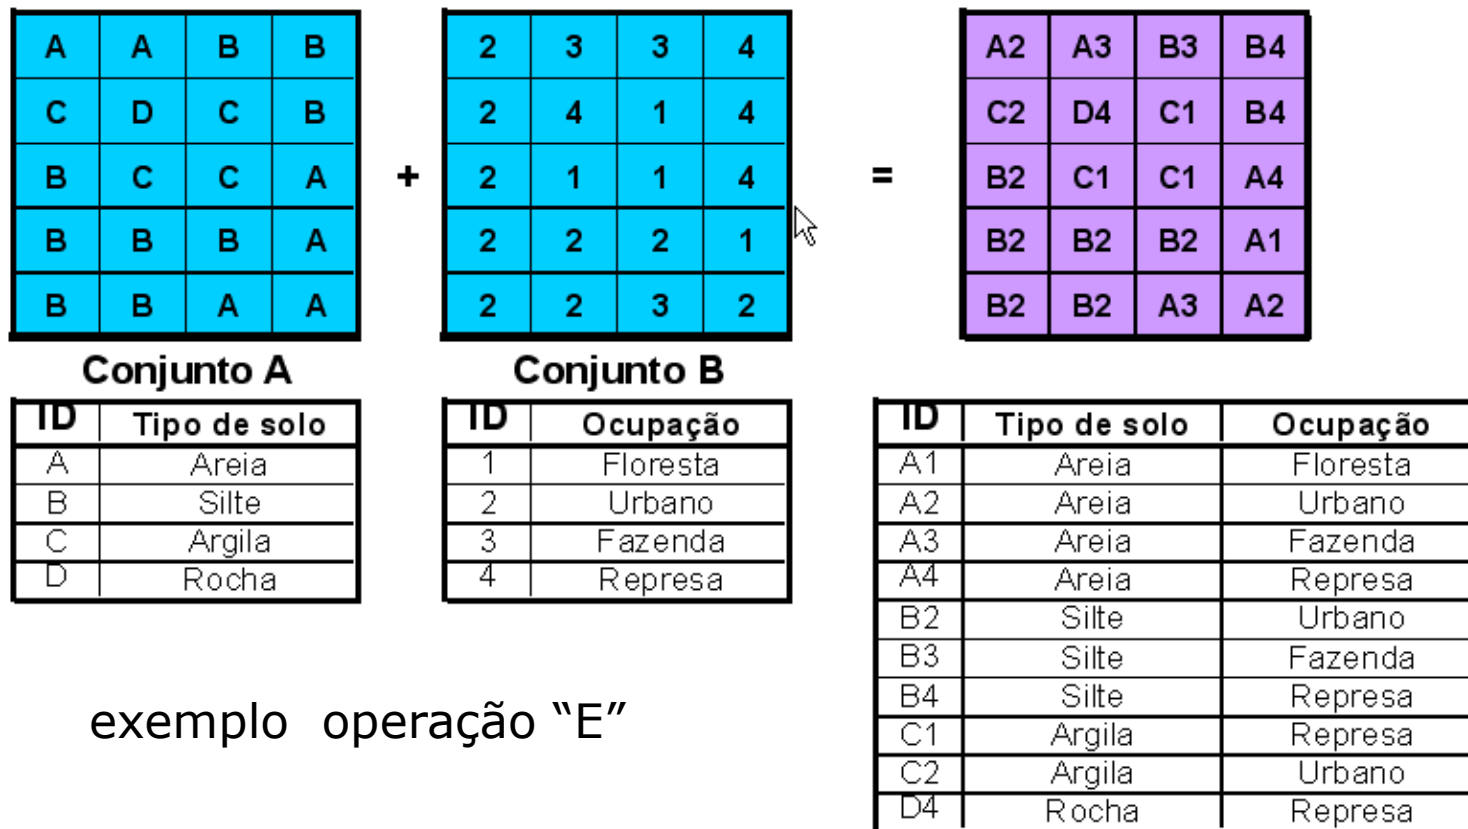 A A B B
C D C B
B C C A
B B B A
B B A A
Conjunto A
+
2 3 3 4
2 4 1 4
2 1 1 4
2 2 2 1
2 2 3 2
Conjunto B
=
A2 A3 B3 B4
C2 D4 C1 B4
B2 C1 C1 A4
B2 B2 B2 A1
B2 B2 A3 A2
ID Tipo de solo
A Areia
B Silte
C Argila
D Rocha
ID Ocupação
1 Floresta
2 Urbano
3 Fazenda
4 Represa
ID Tipo de solo Ocupação
A1 Areia Floresta
A2 Areia Urbano
A3 Areia Fazenda
A4 Areia Represa
B2 Silte Urbano
B3 Silte Fazenda
B4 Silte Represa
C1 Argila Represa
C2 Argila Urbano
D4 Rocha Represa
exemplo operação “E”